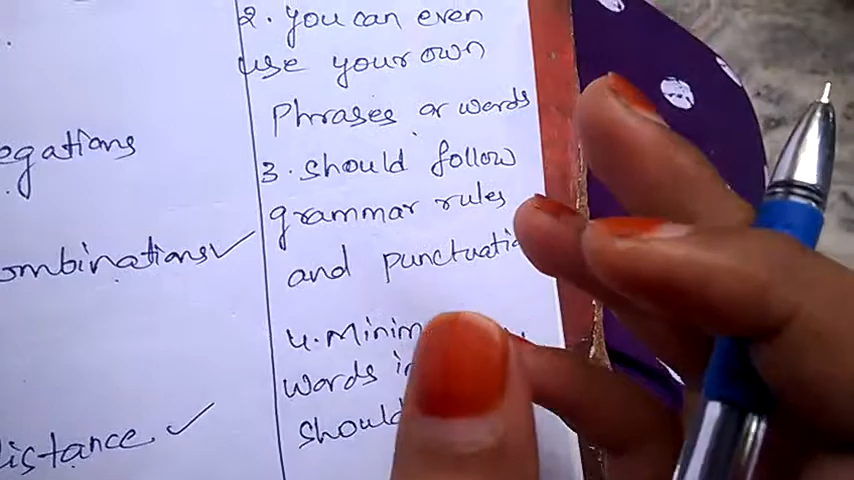 egations
ombinations✓
istance ✓
2. you can even
use your own
Phrases or words
3. should follow
grammar rules
and
4. 
words
should